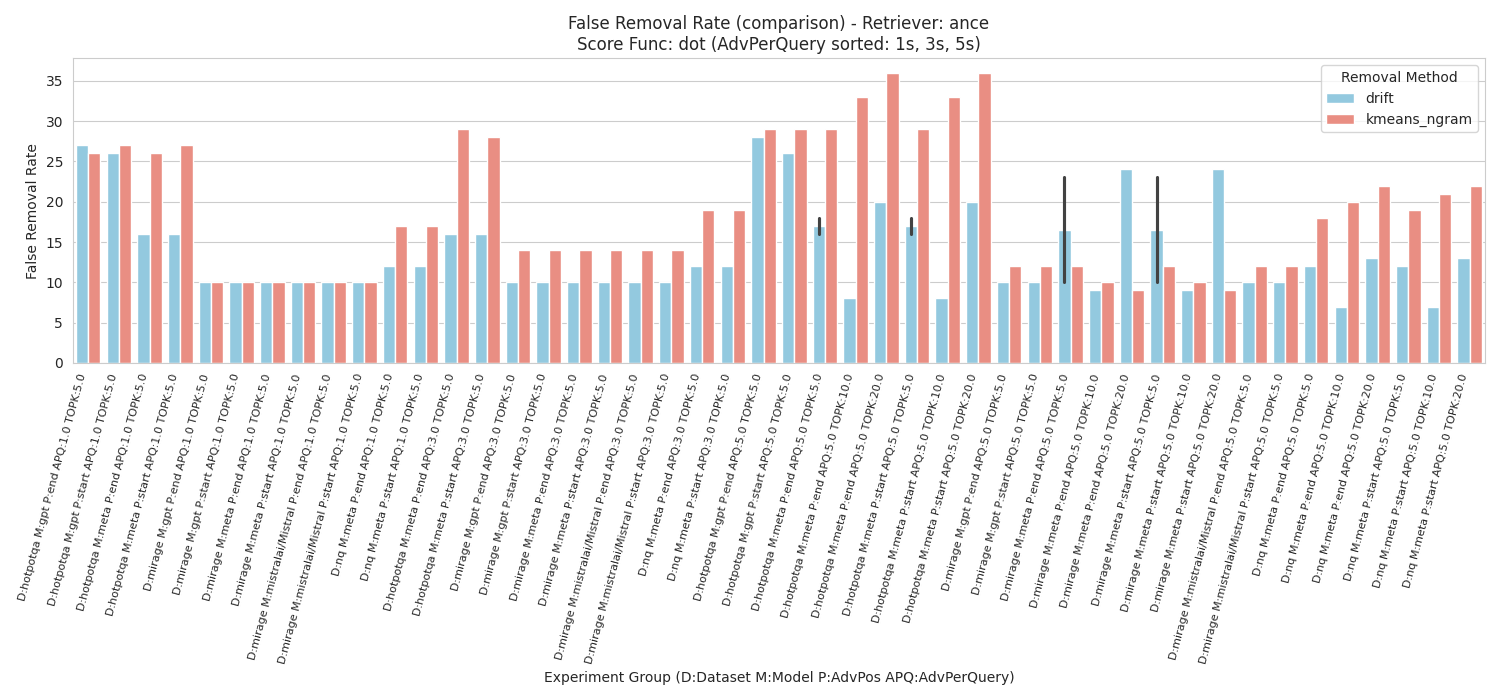 False Removal Rate (comparison) - Retriever: ance
Score Func: dot (AdvPerQuery sorted: 1s, 3s, 5s)
Removal Method
drift
kmeans_ngram
False Removal Rate
35
30
25
20
15
10
5
0
D:hotpotqa M:gpt P:end APQ:1.0 TOPK:5.0
D:hotpotqa M:gpt P:start APQ:1.0 TOPK:5.0
D:hotpotqa M:meta P:end APQ:1.0 TOPK:5.0
D:hotpotqa M:meta P:start APQ:1.0 TOPK:5.0
D:mirage M:gpt P:end APQ:1.0 TOPK:5.0
D:mirage M:gpt P:start APQ:1.0 TOPK:5.0
D:mirage M:meta P:end APQ:1.0 TOPK:5.0
D:mirage M:meta P:start APQ:1.0 TOPK:5.0
D:mirage M:mistralai/Mistral P:end APQ:1.0 TOPK:5.0
D:mirage M:mistralai/Mistral P:start APQ:1.0 TOPK:5.0
D:nq M:meta P:end APQ:1.0 TOPK:5.0
D:nq M:meta P:start APQ:1.0 TOPK:5.0
D:hotpotqa M:meta P:end APQ:3.0 TOPK:5.0
D:hotpotqa M:meta P:start APQ:3.0 TOPK:5.0
D:mirage M:gpt P:end APQ:3.0 TOPK:5.0
D:mirage M:gpt P:start APQ:3.0 TOPK:5.0
D:mirage M:meta P:end APQ:3.0 TOPK:5.0
D:mirage M:meta P:start APQ:3.0 TOPK:5.0
D:mirage M:mistralai/Mistral P:end APQ:3.0 TOPK:5.0
D:mirage M:mistralai/Mistral P:start APQ:3.0 TOPK:5.0
D:nq M:meta P:end APQ:3.0 TOPK:5.0
D:nq M:meta P:start APQ:3.0 TOPK:5.0
D:hotpotqa M:gpt P:end APQ:5.0 TOPK:5.0
D:hotpotqa M:gpt P:start APQ:5.0 TOPK:5.0
D:hotpotqa M:meta P:end APQ:5.0 TOPK:5.0
D:hotpotqa M:meta P:end APQ:5.0 TOPK:10.0
D:hotpotqa M:meta P:end APQ:5.0 TOPK:20.0
D:hotpotqa M:meta P:start APQ:5.0 TOPK:5.0
D:hotpotqa M:meta P:start APQ:5.0 TOPK:10.0
D:hotpotqa M:meta P:start APQ:5.0 TOPK:20.0
D:mirage M:gpt P:end APQ:5.0 TOPK:5.0
D:mirage M:gpt P:start APQ:5.0 TOPK:5.0
D:mirage M:meta P:end APQ:5.0 TOPK:5.0
D:mirage M:meta P:end APQ:5.0 TOPK:10.0
D:mirage M:meta P:end APQ:5.0 TOPK:20.0
D:mirage M:meta P:start APQ:5.0 TOPK:5.0
D:mirage M:meta P:start APQ:5.0 TOPK:10.0
D:mirage M:meta P:start APQ:5.0 TOPK:20.0
D:mirage M:mistralai/Mistral P:end APQ:5.0 TOPK:5.0
D:mirage M:mistralai/Mistral P:start APQ:5.0 TOPK:5.0
D:nq M:meta P:end APQ:5.0 TOPK:5.0
D:nq M:meta P:end APQ:5.0 TOPK:10.0
D:nq M:meta P:end APQ:5.0 TOPK:20.0
D:nq M:meta P:start APQ:5.0 TOPK:5.0
D:nq M:meta P:start APQ:5.0 TOPK:10.0
D:nq M:meta P:start APQ:5.0 TOPK:20.0
Experiment Group (D:Dataset M:Model P:AdvPos APQ:AdvPerQuery)